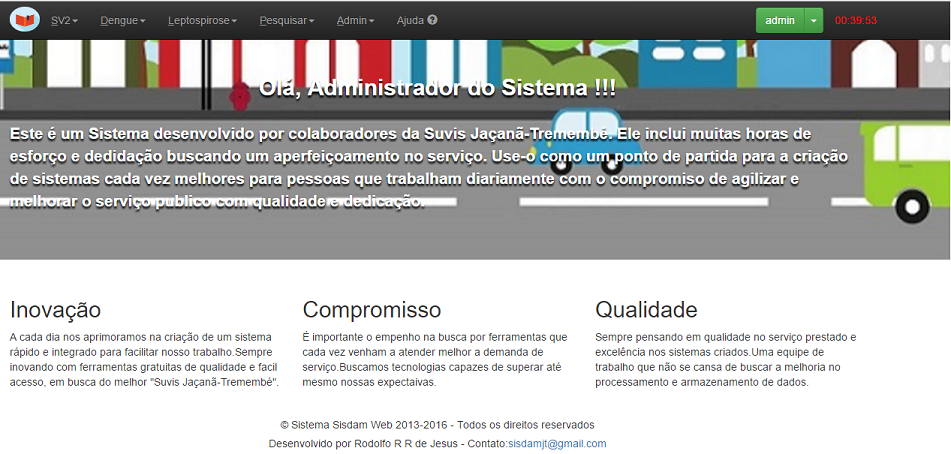 SV2 Dengue Leptospirose Pesquisar Admin Ajuda admin 00:39:53
Olá, Administrador do Sistema !!!
Este é um Sistema desenvolvido por colaboradores da Suvis Jaçanã-Tremembé. Ele inclui muitas horas de
esforço e dedidação buscando um aperfeiçoamento no serviço. Use-o como um ponto de partida para a criação
de sistemas cada vez melhores para pessoas que trabalham diariamente com o compromisso de agilizar e
melhorar o serviço publico com qualidade e dedicação.
Inovação
A cada dia nos aprimoramos na criação de um sistema
rápido e integrado para facilitar nosso trabalho.Sempre
inovando com ferramentas gratuitas de qualidade e facil
acesso, em busca do melhor "Suvis Jaçanã-Tremembé".
Compromisso
É importante o empenho na busca por ferramentas que
cada vez venham a atender melhor a demanda de
serviço.Buscamos tecnologias capazes de superar até
mesmo nossas expectaivas.
Qualidade
Sempre pensando em qualidade no serviço prestado e
excelência nos sistemas criados.Uma equipe de
trabalho que não se cansa de buscar a melhoria no
processamento e armazenamento de dados.
© Sistema Sisdam Web 2013-2016 - Todos os direitos reservados
Desenvolvido por Rodolfo R R de Jesus - Contato:sisdamjt@gmail.com